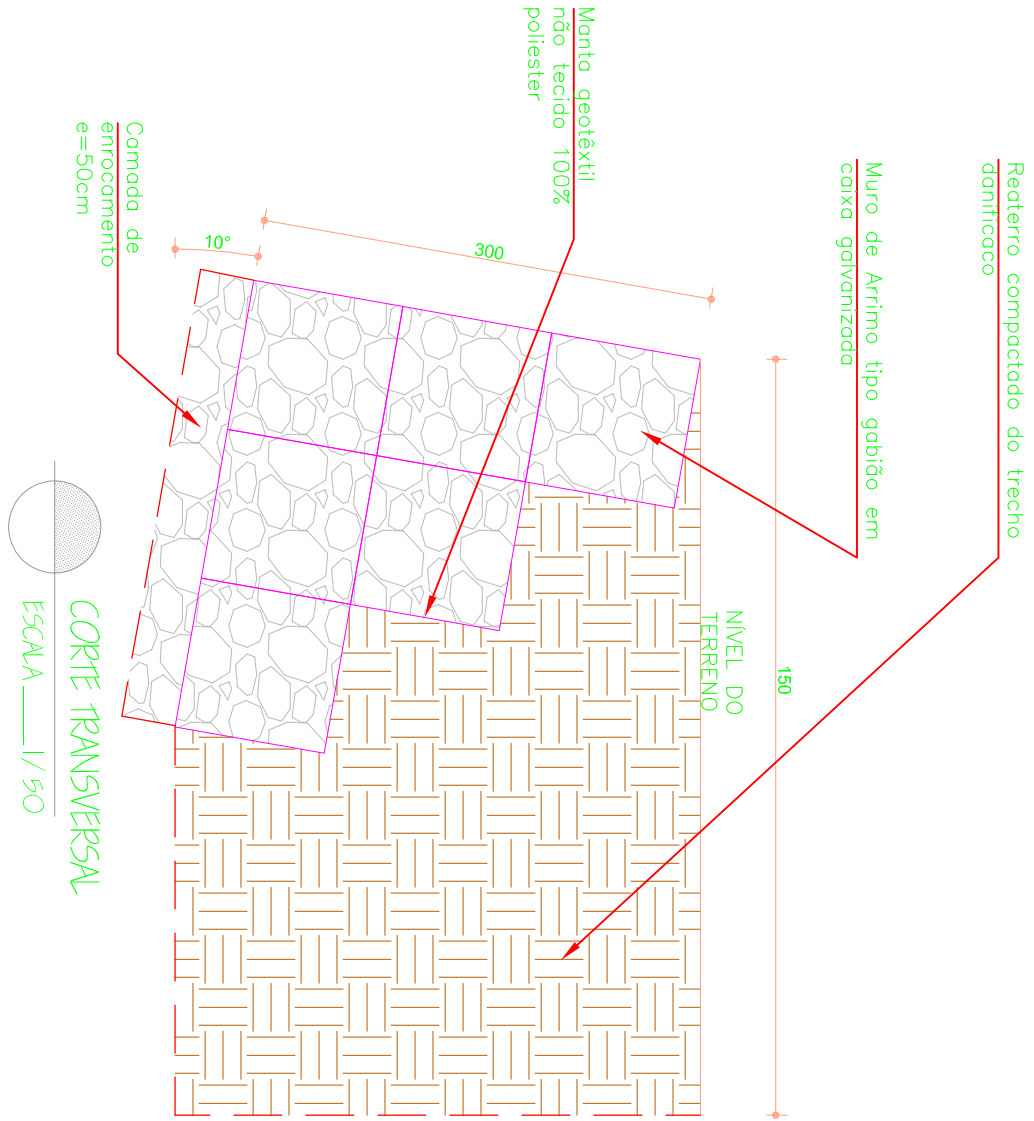 Reaterro compactado do trecho
danificaco
Muro de Arrimo tipo gabião em
caixa galvanizada
Manta geotêxtil
não tecido 100%
poliester
Camada de
enrocamento
e=50cm
300
10°
150
NÍVEL DO
TERRENO
CORTE TRANSVERSAL
ESCALA __ 1/50